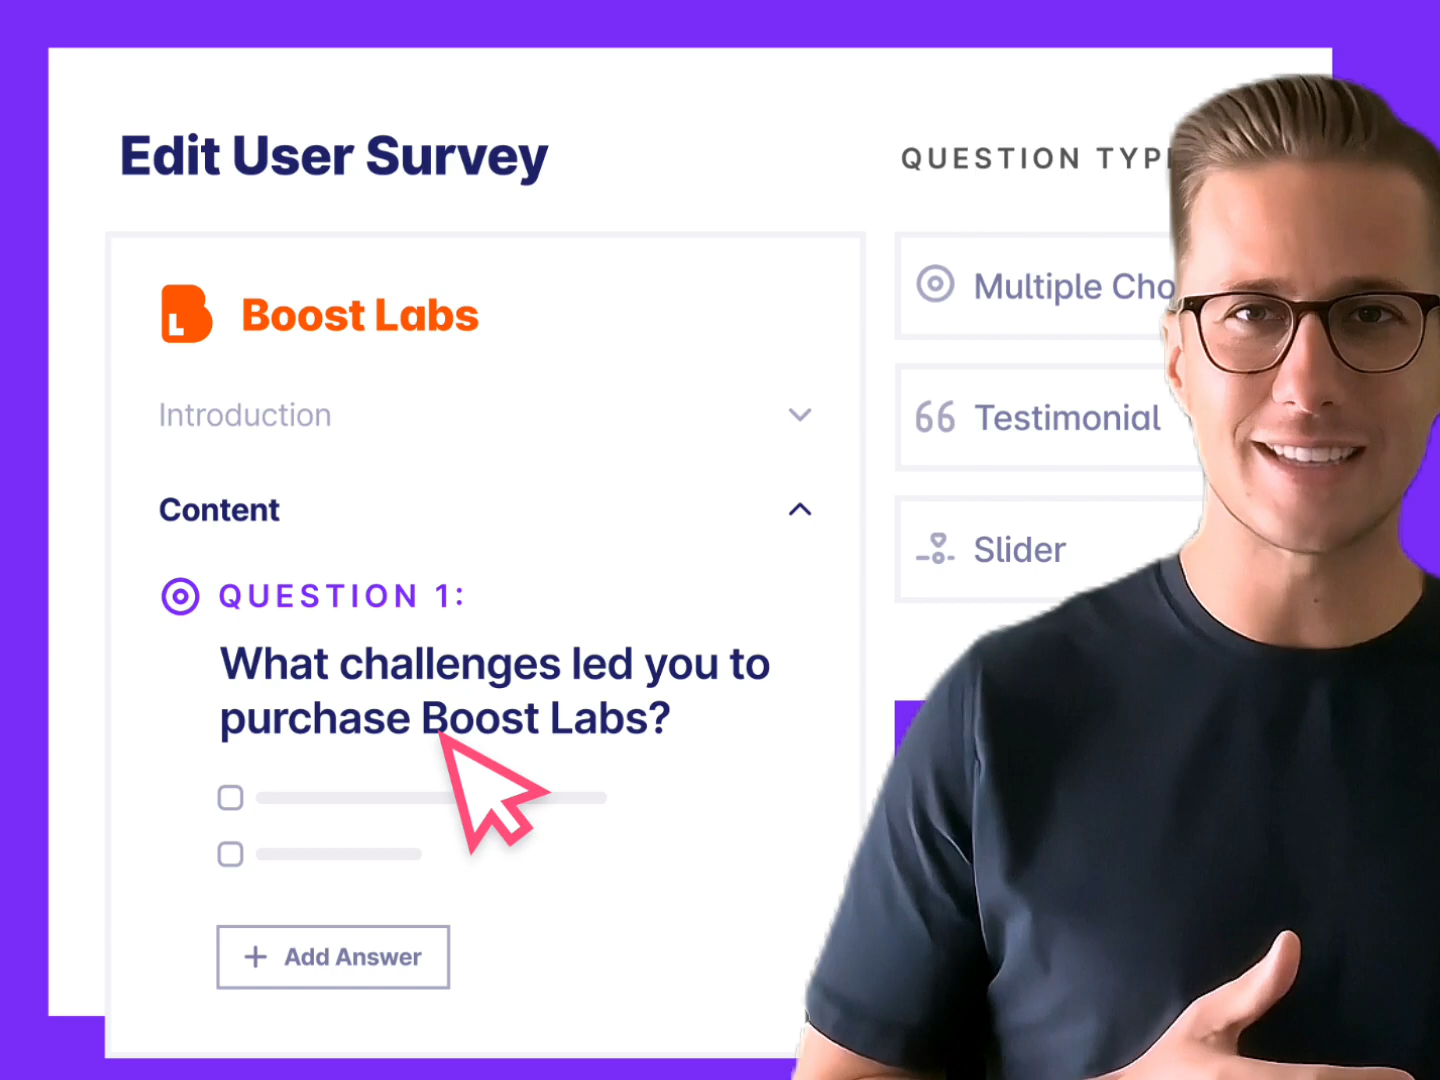 Edit User Survey
QUESTION TYP
Boost Labs
Introduction
Content
QUESTION 1:
What challenges led you to
purchase Boost Labs?
+ Add Answer
Multiple Cho
Testimonial
Slider